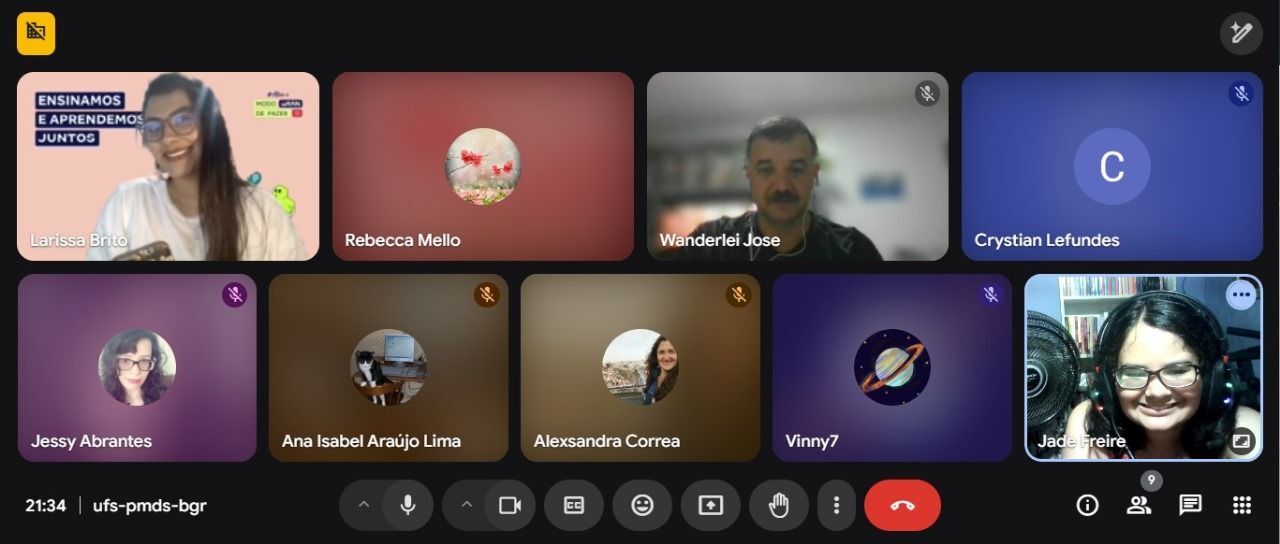 ENSINAMOS
E APRENDEMOS
JUNTOS
MODO
DE FAZER
Larissa Brito
Rebecca Mello
Wanderlei Jose
C
Crystian Lefundes
Jessy Abrantes
Ana Isabel Araújo Lima
Alexsandra Correa
Vinny7
Jade Freire
21:34 | ufs-pmds-bgr
CC
9